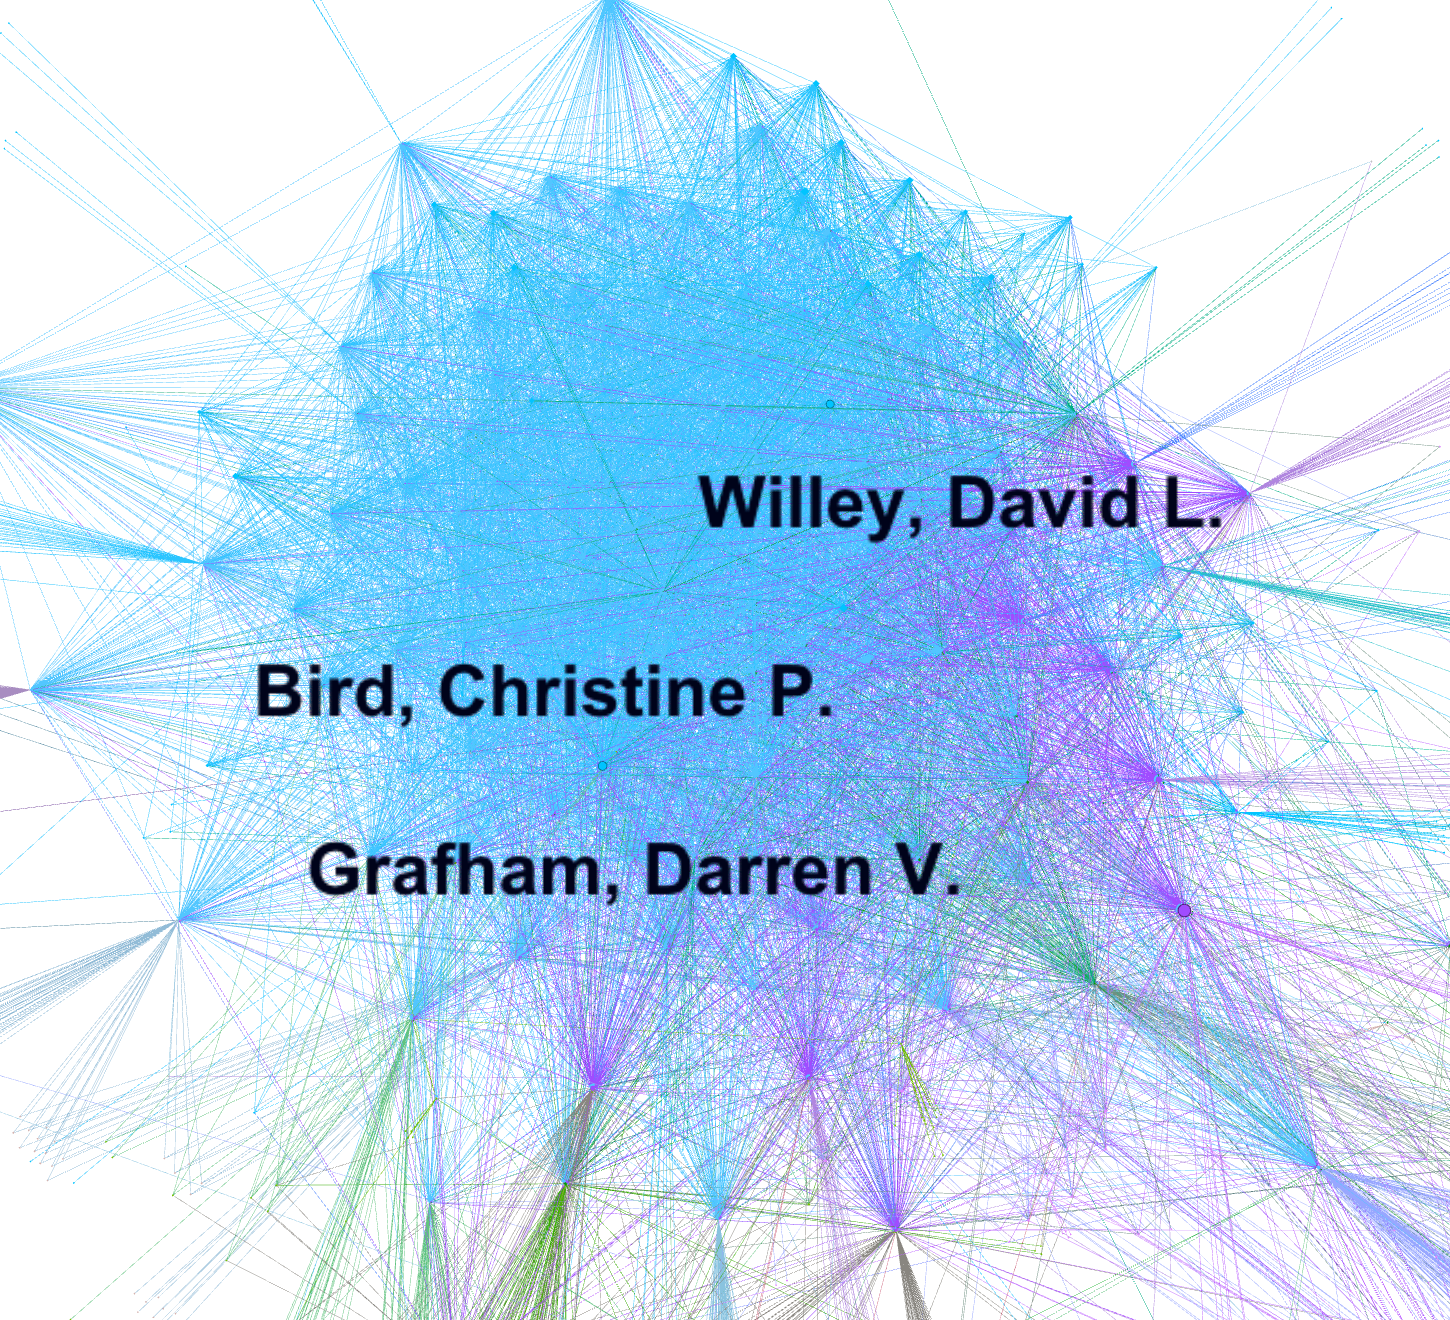 Willey, David L.
Bird, Christine P.
Grafham, Darren V.